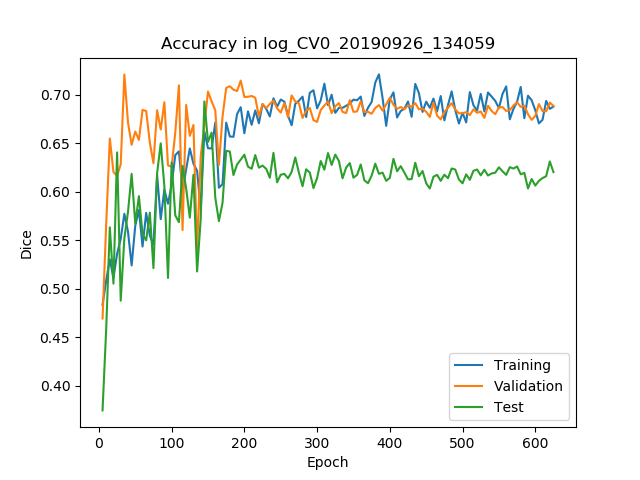 Accuracy in log_CV0_20190926_134059
Dice
0.70
0.65
0.60
0.55
0.50
0.45
0.40
Training
Validation
Test
0 100 200 300 400 500 600
Epoch